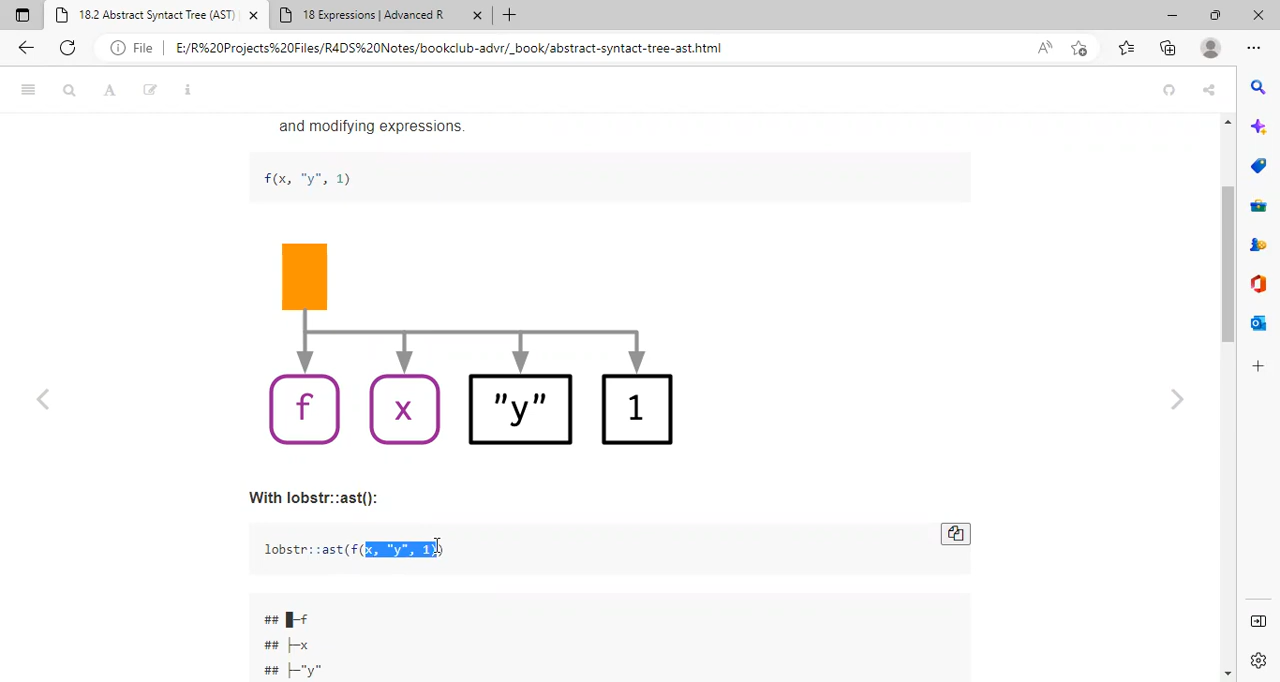 18.2 Abstract Syntact Tree (AST)
18 Expressions | Advanced R
File
E:/R%20Projects%20Files/R4DS%20Notes/bookclub-advr/_book/abstract-syntact-tree-ast.html
and modifying expressions.
f(x, "y", 1)
f
x
"y"
1
With lobstr::ast():
lobstr::ast(f(x, "y", 1))
## █─f
## ├─x
## ├─"y"